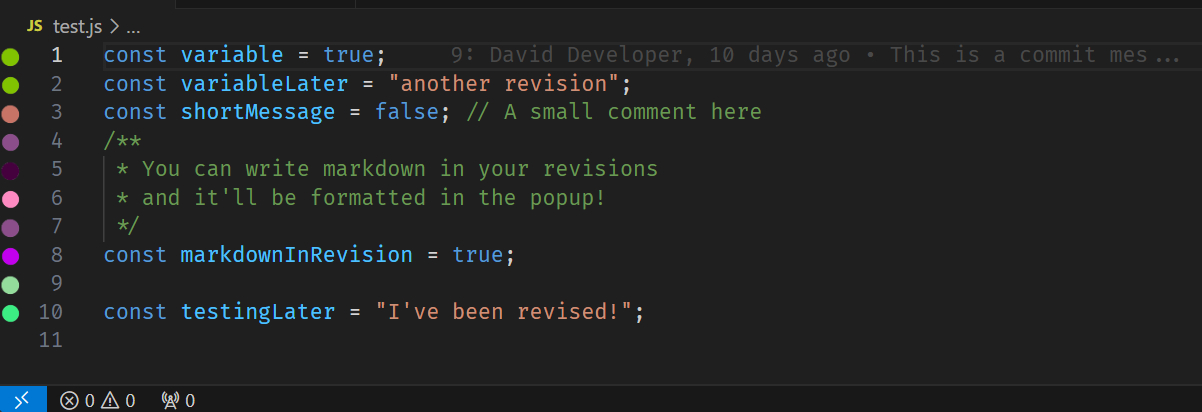 JS test.js > ...
1 const variable = true; 9: David Developer, 10 days ago • This is a commit mes...
2 const variableLater = "another revision";
3 const shortMessage = false; // A small comment here
4 /**
5 * You can write markdown in your revisions
6 * and it'll be formatted in the popup!
7 */
8 const markdownInRevision = true;
9
10 const testingLater = "I've been revised!";
11
0 0 0